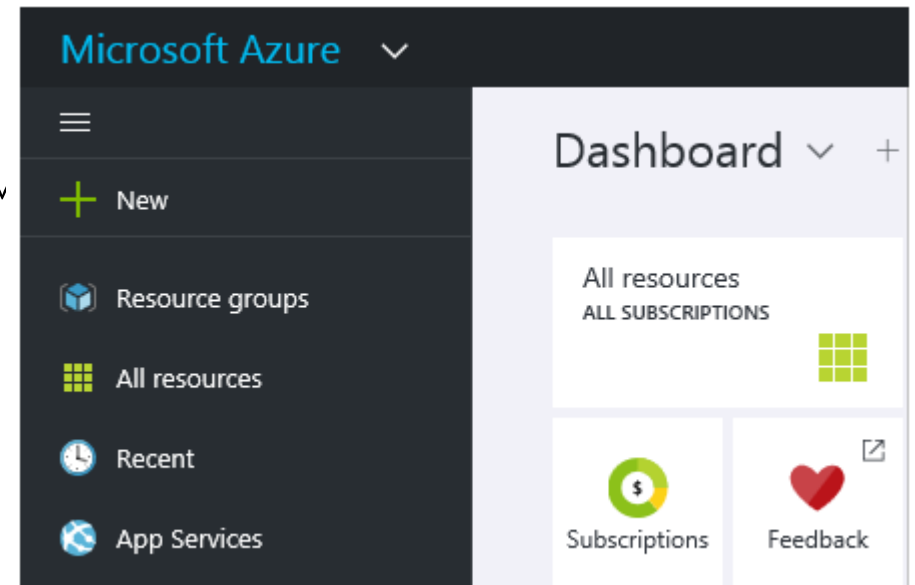 Microsoft Azure
New
Resource groups
All resources
Recent
App Services
Dashboard
All resources
ALL SUBSCRIPTIONS
$
Subscriptions
Feedback